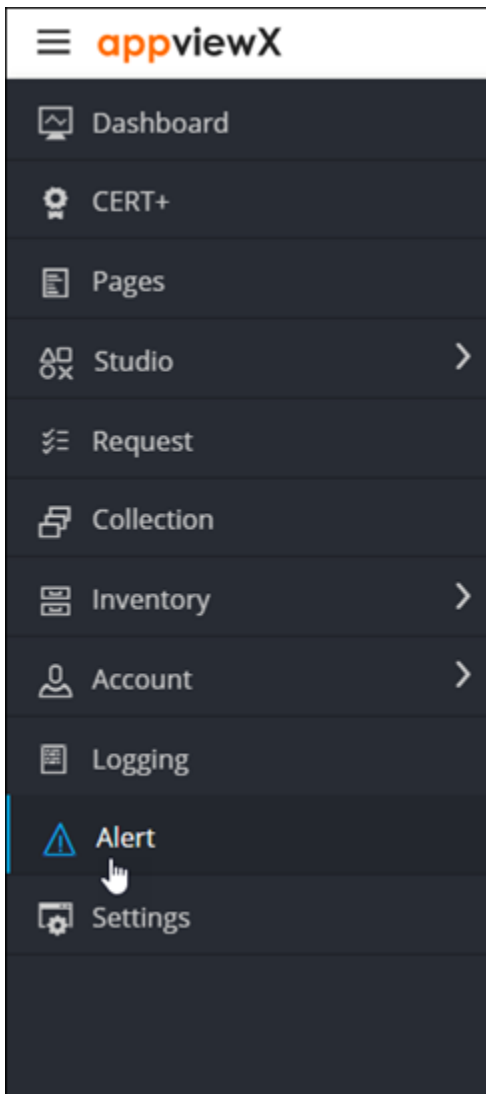 appviewX
Dashboard
CERT+
Pages
Studio
Request
Collection
Inventory
Account
Logging
Alert
Settings